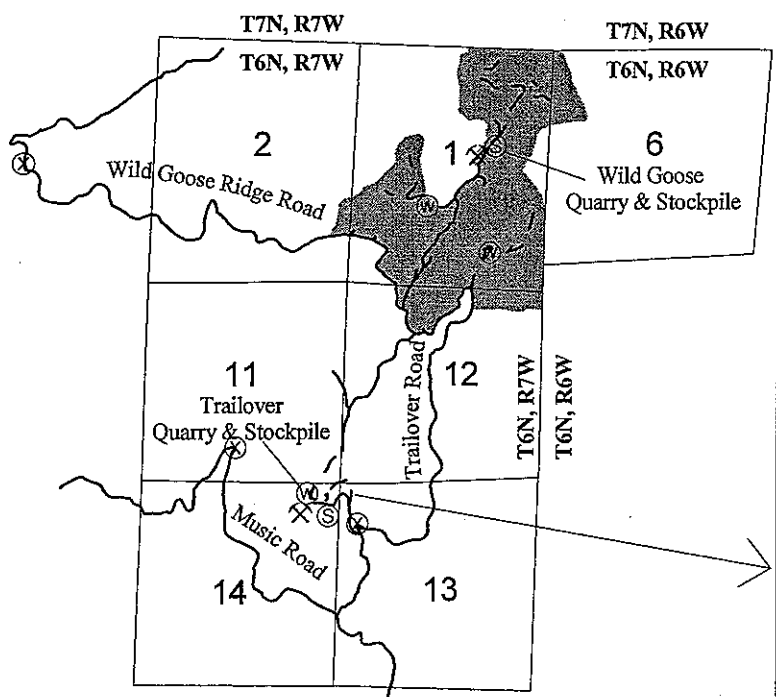 T7N, R7W
T7N, R6W
T6N, R7W
T6N, R6W
2
1
6
S
X
Wild Goose Ridge Road
Wild Goose
Quarry & Stockpile
W
W
11
12
Trailover Road
T6N, R7W
T6N, R6W
Trailover
Quarry & Stockpile
X
W
S
X
Music Road
14
13